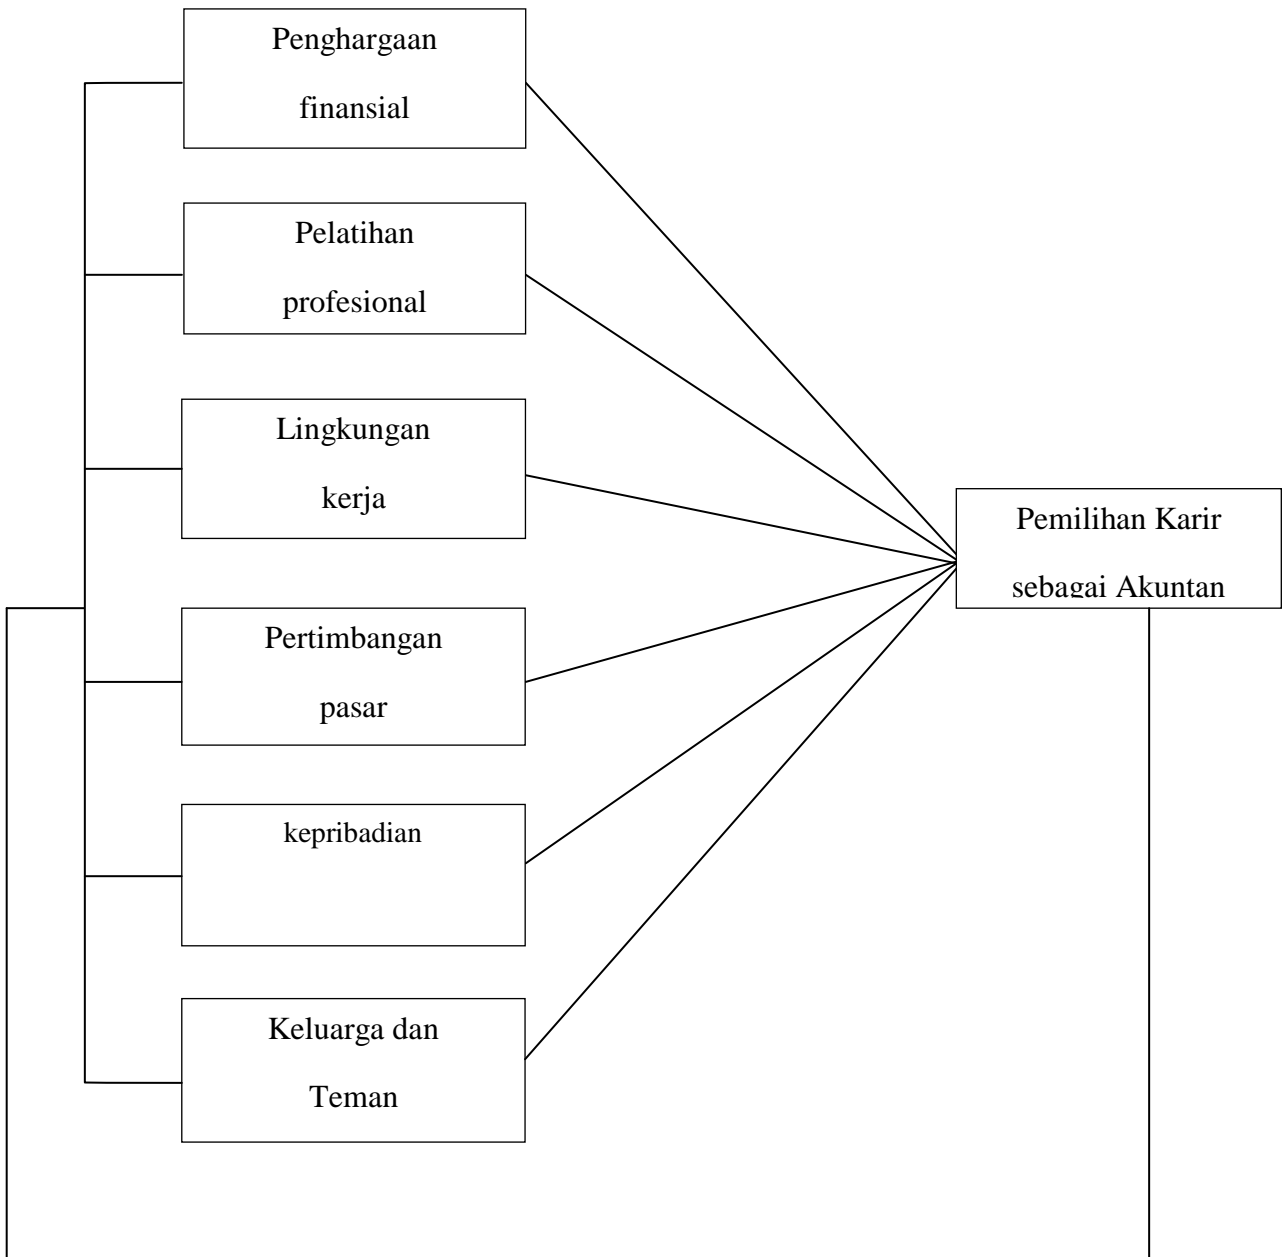 Penghargaan
finansial
Pelatihan
profesional
Lingkungan
kerja
Pemilihan Karir
sebagai Akuntan
Pertimbangan
pasar
kepribadian
Keluarga dan
Teman